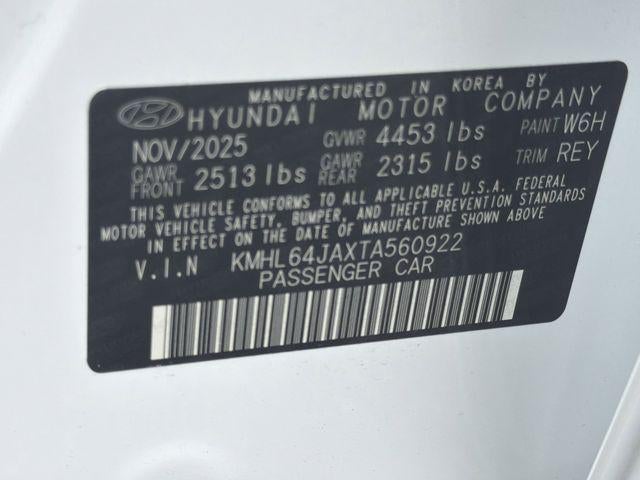 MANUFACTURED IN KOREA BY
HYUNDAI MOTOR COMPANY
NOV/2025 GVWR 4453 lbs PAINT W6H
GAWR FRONT 2513 lbs GAWR REAR 2315 lbs TRIM REY
THIS VEHICLE CONFORMS TO ALL APPLICABLE U.S.A. FEDERAL
MOTOR VEHICLE SAFETY, BUMPER, AND THEFT PREVENTION STANDARDS
IN EFFECT ON THE DATE OF MANUFACTURE SHOWN ABOVE.
V.I.N KMHL64JAXTA560922
PASSENGER CAR